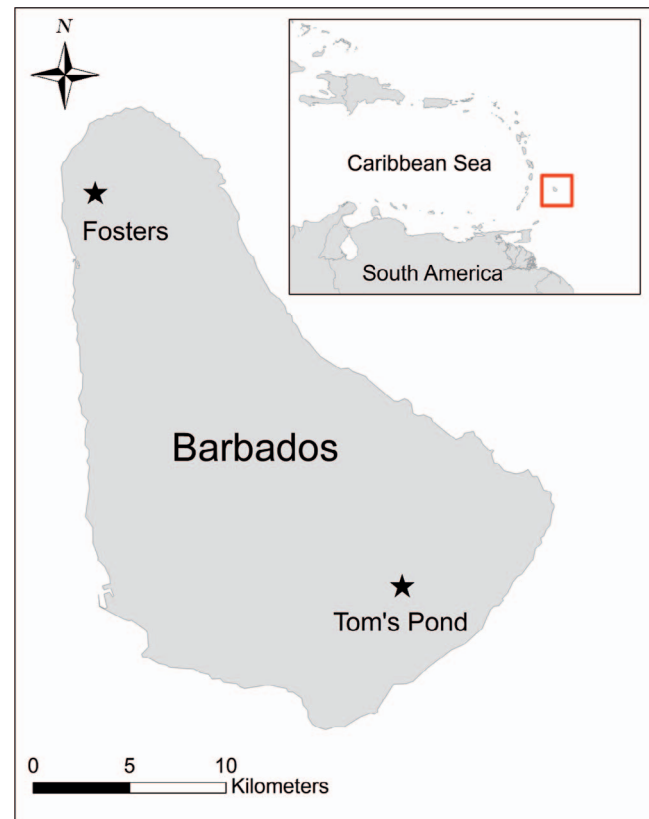 N
Caribbean Sea
South America
Fosters
Barbados
Tom's Pond
0 5 10
Kilometers